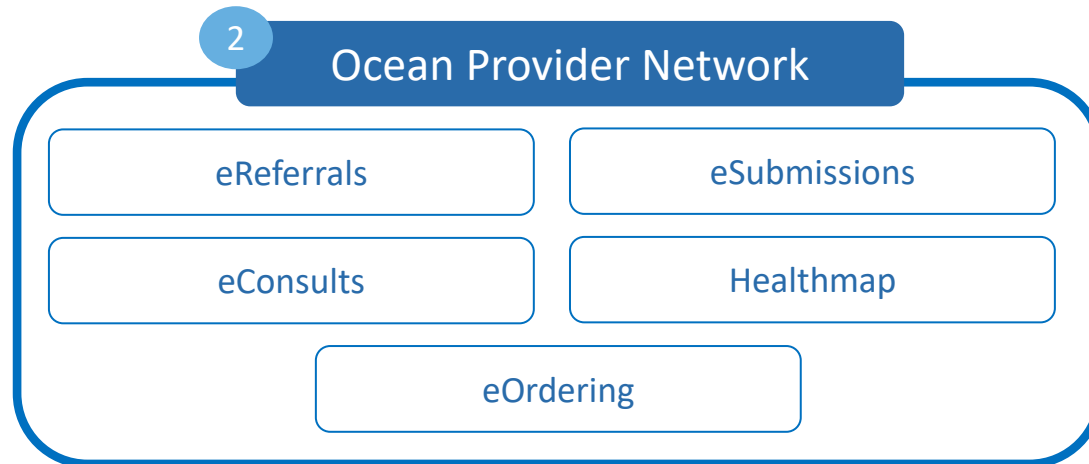 2
Ocean Provider Network
eReferrals
eSubmissions
eConsults
Healthmap
eOrdering